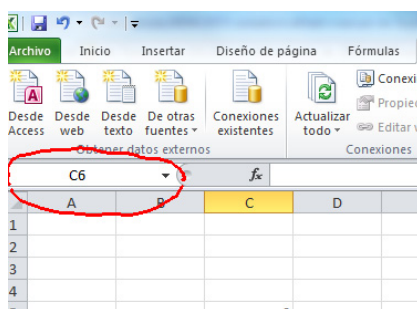 Archivo Inicio Insertar Diseño de página Fórmulas
Desde Access Desde web Desde texto De otras fuentes Conexiones existentes Actualizar todo Conexi
Propied
Editar v
Obtener datos externos Conexiones
C6 fx
A B C D
1
2
3
4